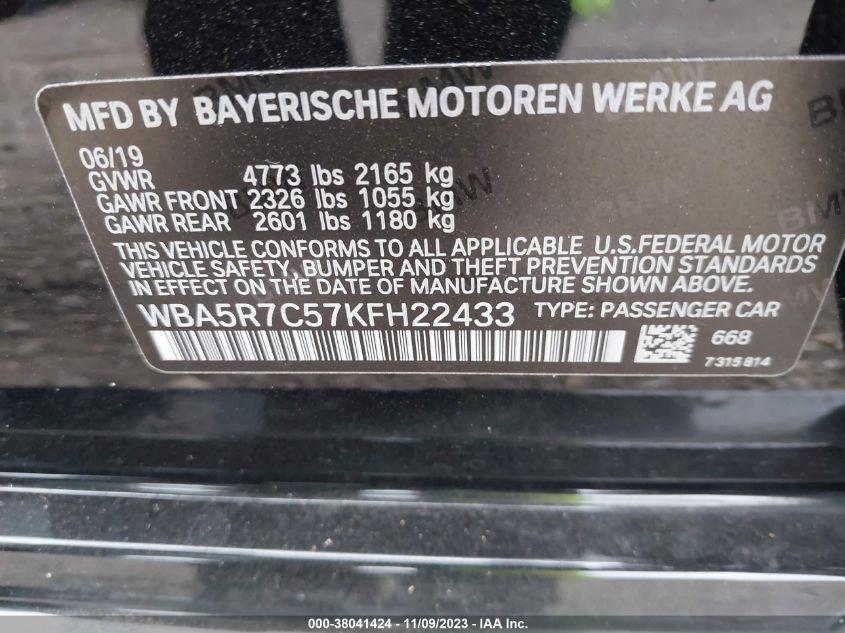 MFD BY BAYERISCHE MOTOREN WERKE AG
06/19
GVWR 4773 lbs 2165 kg
GAWR FRONT 2326 lbs 1055 kg
GAWR REAR 2601 lbs 1180 kg
THIS VEHICLE CONFORMS TO ALL APPLICABLE U.S.FEDERAL MOTOR
VEHICLE SAFETY, BUMPER AND THEFT PREVENTION STANDARDS
IN EFFECT ON THE DATE OF MANUFACTURE SHOWN ABOVE.
WBA5R7C57KFH22433 TYPE: PASSENGER CAR
668
7315814
000-38041424 - 11/09/2023 - IAA Inc.